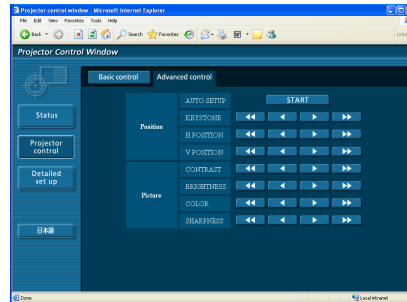 Projector control window - Microsoft Internet Explorer
File Edit View Favorites Tools Help
Back Search Favorites
Projector Control Window
Basic control Advanced control
Status
Projector control
Detailed set up
日本語
Position
AUTO SETUP START
KEYSTONE
H POSITION
V POSITION
Picture
CONTRAST
BRIGHTNESS
COLOR
SHARPNESS
Done Local intranet